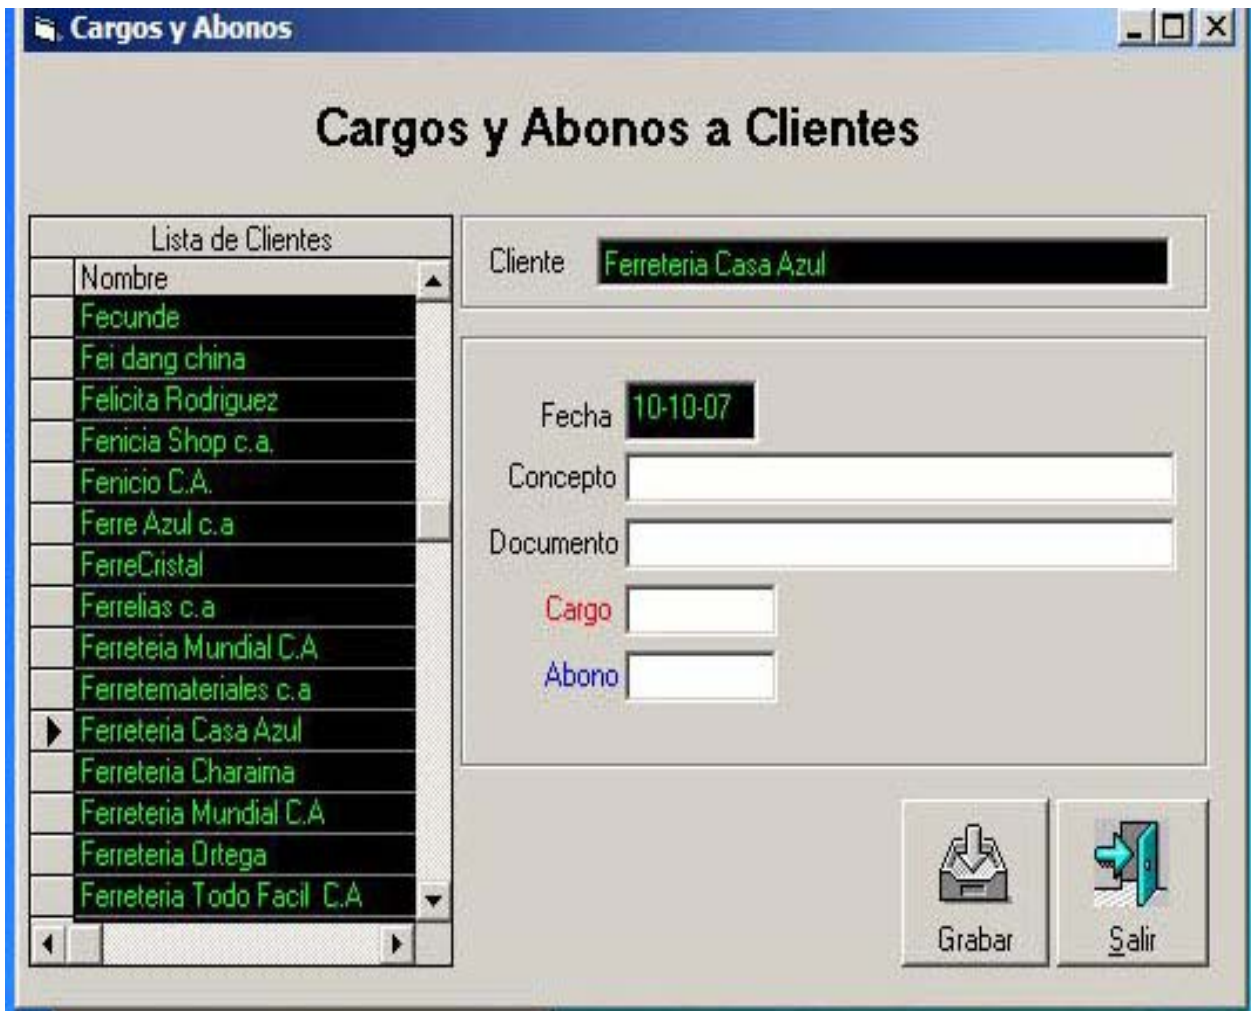 Cargos y Abonos
Cargos y Abonos a Clientes
Lista de Clientes
Nombre
Fecunde
Fei dang china
Felicita Rodriguez
Fenicia Shop c.a.
Fenicio C.A.
Ferre Azul c.a
FerreCristal
Ferrelias c.a
Ferreteia Mundial C.A
Ferretemateriales c.a
Ferreteria Casa Azul
Ferreteria Charaima
Ferreteria Mundial C.A
Ferreteria Ortega
Ferreteria Todo Facil C.A
Cliente Ferreteria Casa Azul
Fecha 10-10-07
Concepto
Documento
Cargo
Abono
Grabar
Salir